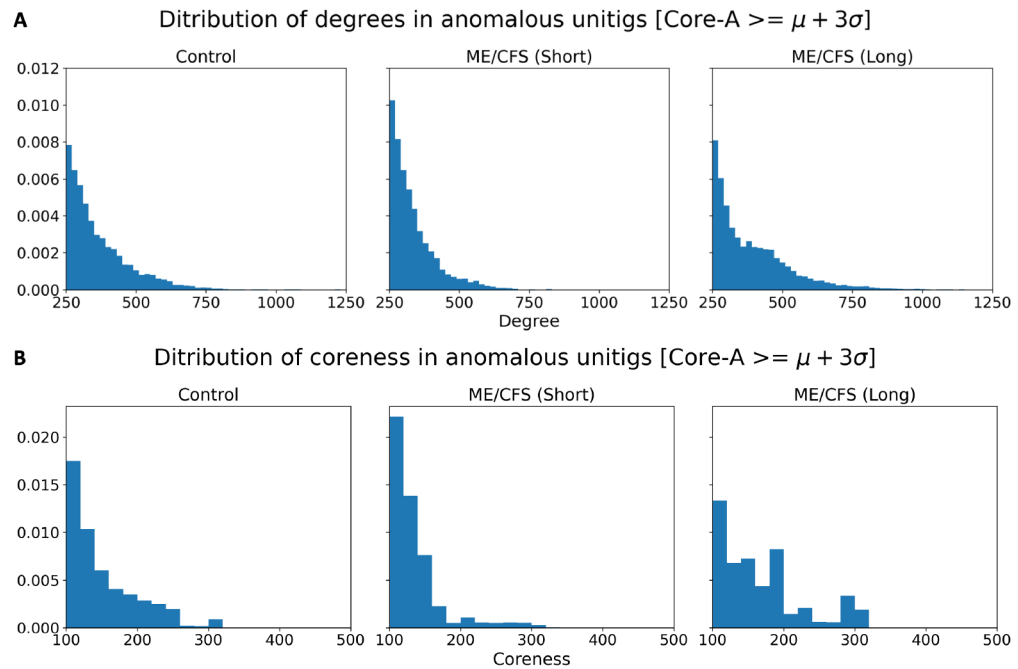 A Ditribution of degrees in anomalous unitigs [Core-A >= μ + 3σ]
Control ME/CFS (Short) ME/CFS (Long)
0.012
0.010
0.008
0.006
0.004
0.002
0.000
250 500 750 1000 1250 250 500 750 1000 1250 250 500 750 1000 1250
Degree
B Ditribution of coreness in anomalous unitigs [Core-A >= μ + 3σ]
Control ME/CFS (Short) ME/CFS (Long)
0.020
0.015
0.010
0.005
0.000
100 200 300 400 500 100 200 300 400 500 100 200 300 400 500
Coreness